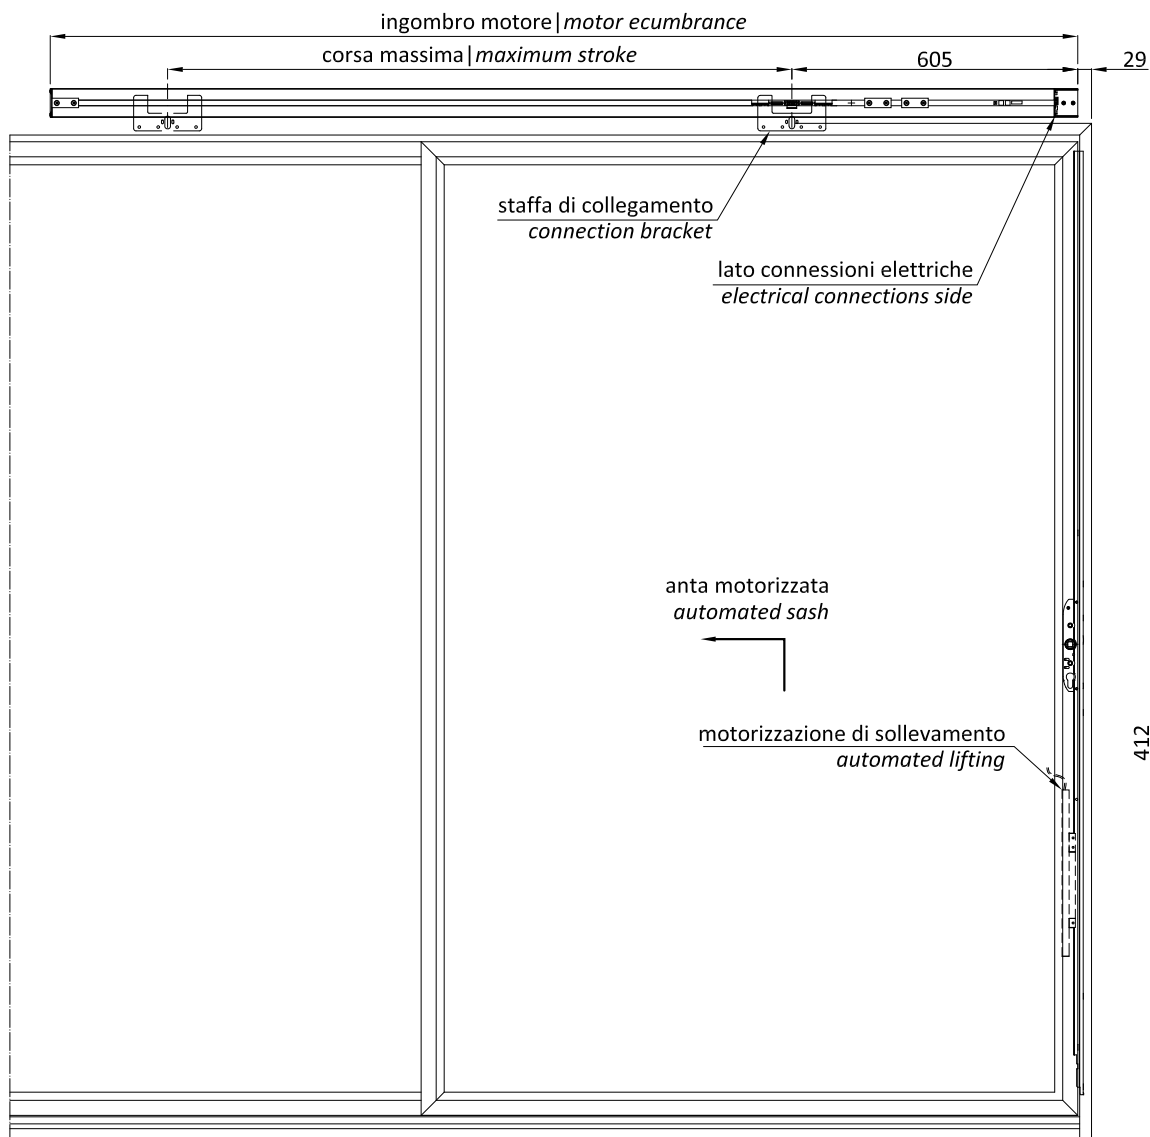 ingombro motore|motor ecumbrance
corsa massima|maximum stroke
605
29
staffa di collegamento
connection bracket
lato connessioni elettriche
electrical connections side
anta motorizzata
automated sash
motorizzazione di sollevamento
automated lifting
412